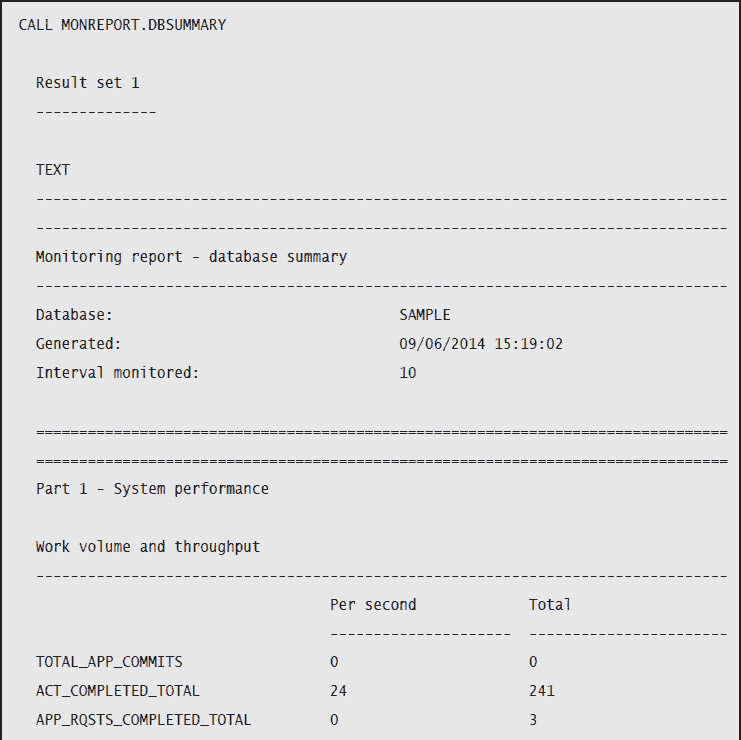 CALL MONREPORT.DBSUMMARY
Result set 1
--------------
TEXT
--------------------------------------------------------------------------------
--------------------------------------------------------------------------------
Monitoring report - database summary
--------------------------------------------------------------------------------
Database: SAMPLE
Generated: 09/06/2014 15:19:02
Interval monitored: 10
================================================================================
================================================================================
Part 1 - System performance
Work volume and throughput
--------------------------------------------------------------------------------
Per second Total
--------------------- -----------------------
TOTAL_APP_COMMITS 0 0
ACT_COMPLETED_TOTAL 24 241
APP_RQSTS_COMPLETED_TOTAL 0 3